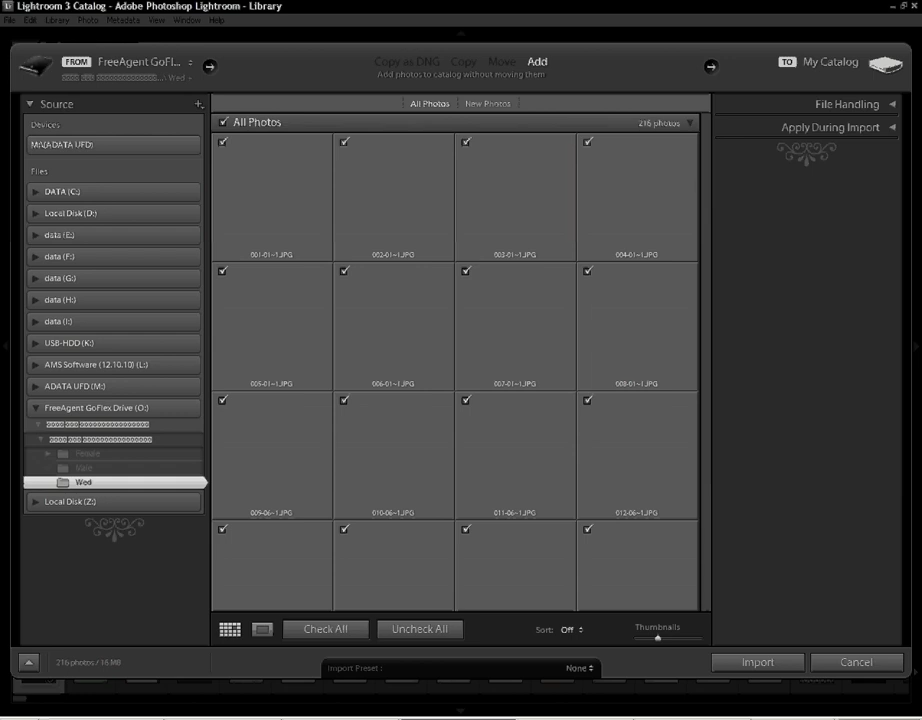 Lightroom 3 Catalog - Adobe Photoshop Lightroom - Library
File Edit Library Photo Metadata View Window Help
FROM FreeAgent GoFl... Copy as DNG Copy Move Add TO My Catalog
Add photos to catalog without moving them
...\ Wed
Source
All Photos New Photos
File Handling
Devices
All Photos 216 photos
Apply During Import
(ADATA UFD)
Files
DATA (C:)
Local Disk (D:)
data (E:)
data (F:)
data (G:)
data (H:)
data (I:)
USB-HDD (K:)
AMS Software (12.10.10) (L:)
ADATA UFD (M:)
FreeAgent GoFlex Drive (O:)
Female
Male
Wed
Local Disk (Z:)
001-01~1.JPG 002-01~1.JPG 003-01~1.JPG 004-01~1.JPG
005-01~1.JPG 006-01~1.JPG 007-01~1.JPG 008-01~1.JPG
009-06~1.JPG 010-06~1.JPG 011-06~1.JPG 012-06~1.JPG
Check All Uncheck All Sort: Off Thumbnails
216 photos / 16 MB
Import Preset : None
Import Cancel